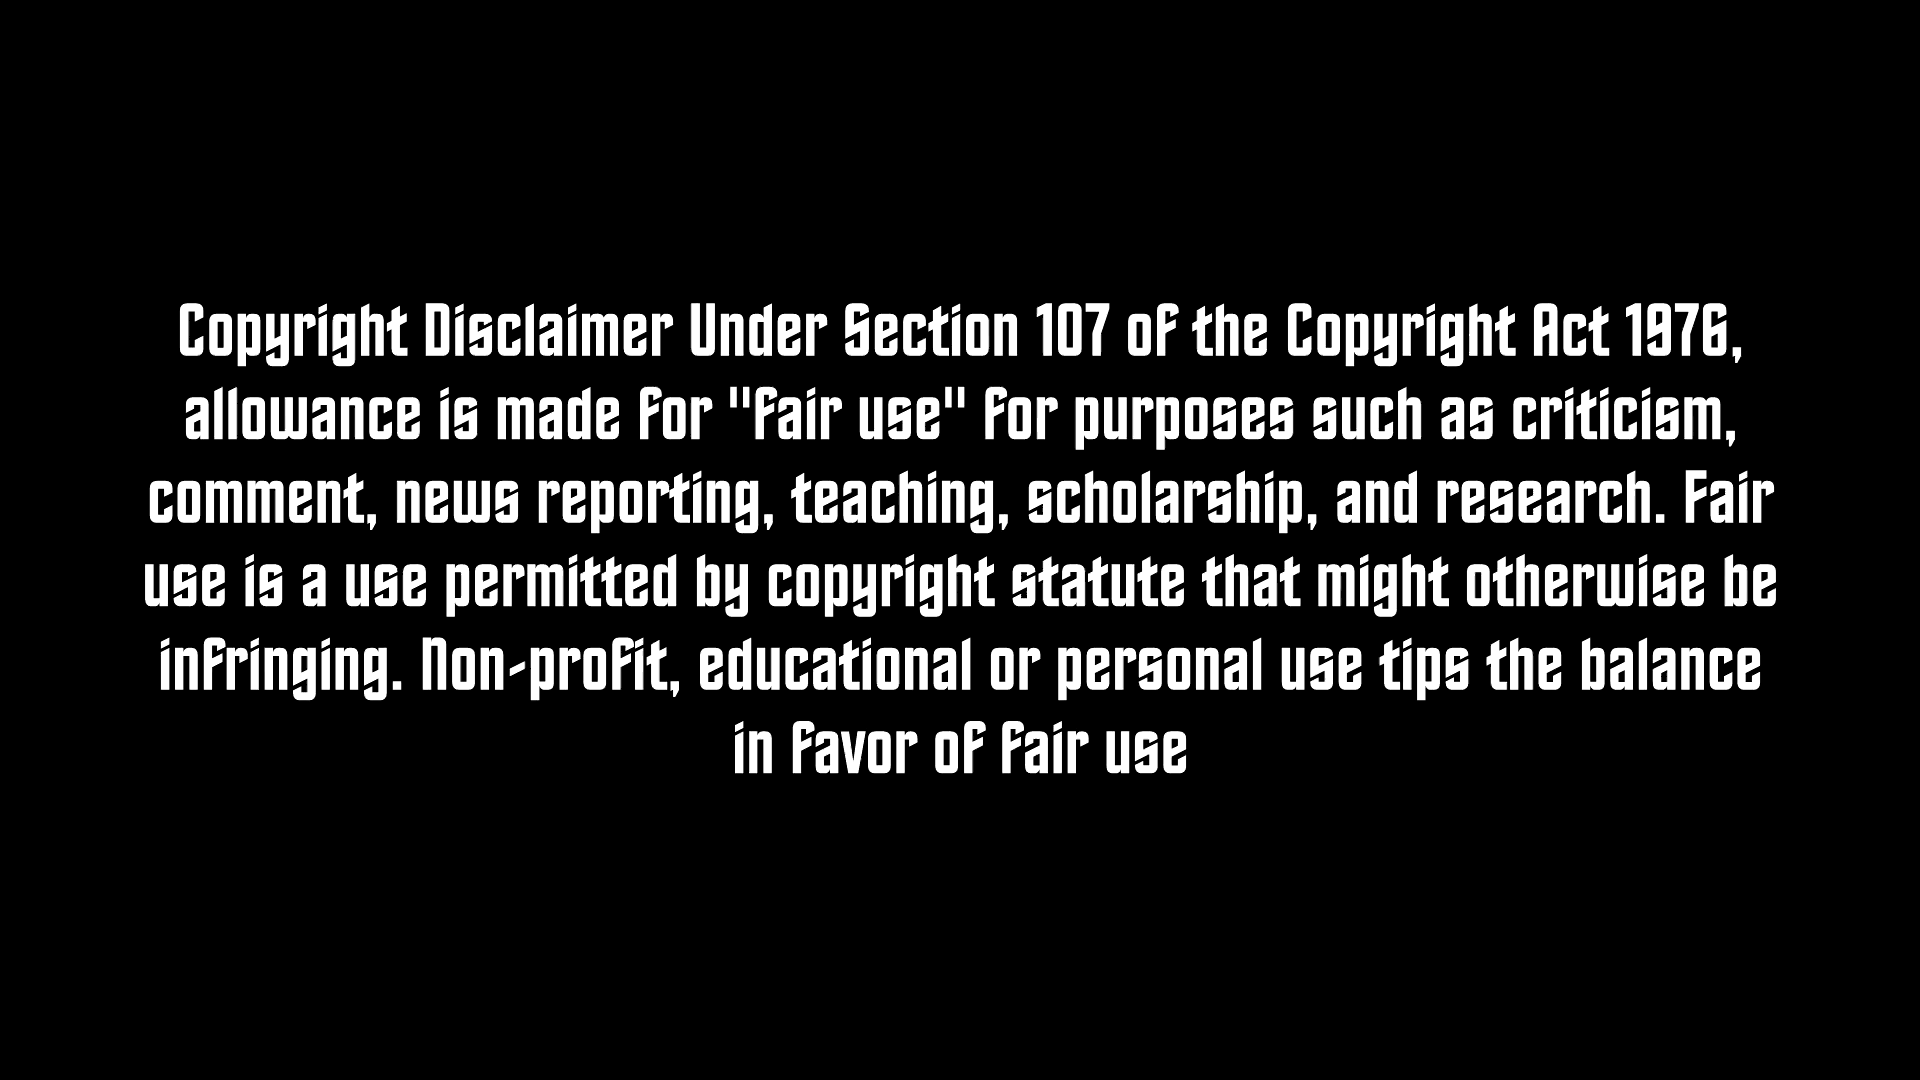 Copyright Disclaimer Under Section 107 of the Copyright Act 1976,
allowance is made for "fair use" for purposes such as criticism,
comment, news reporting, teaching, scholarship, and research. Fair
use is a use permitted by copyright statute that might otherwise be
infringing. Non-profit, educational or personal use tips the balance
in favor of fair use